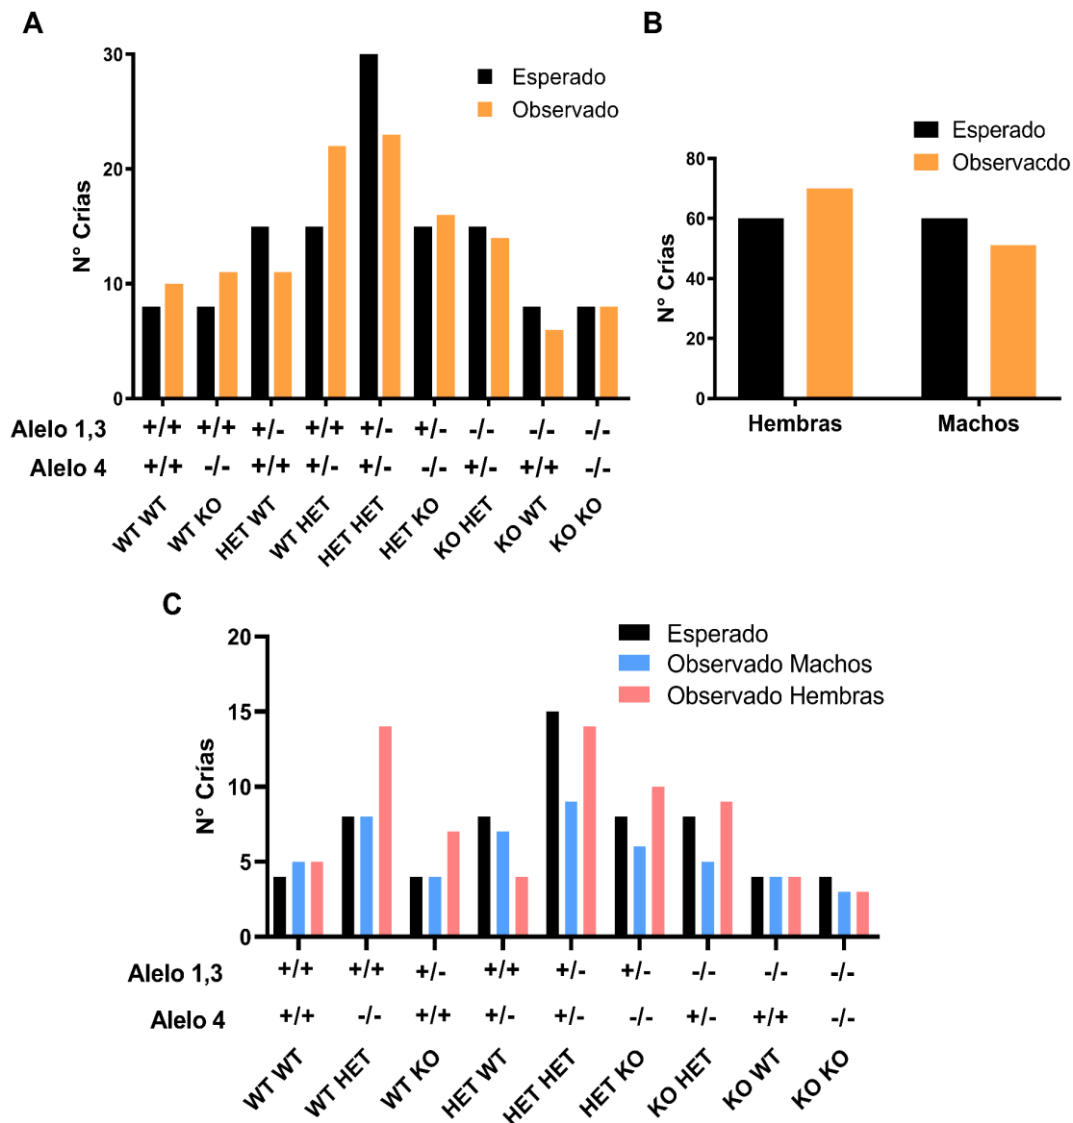 A
30
20
10
0
N° Crías
Esperado
Observado
Alelo 1,3 +/+ +/+ +/- +/+ +/- +/- -/- -/- -/-
Alelo 4 +/+ -/- +/+ +/- +/- -/- +/- +/+ -/-
WT WT WT KO HET WT WT HET HET HET HET KO KO HET KO WT KO KO
B
80
60
40
20
0
N° Crías
Esperado
Observacdo
Hembras Machos
C
20
15
10
5
0
N° Crías
Esperado
Observado Machos
Observado Hembras
Alelo 1,3 +/+ +/+ +/- +/+ +/- +/- -/- -/- -/-
Alelo 4 +/+ -/- +/+ +/- +/- -/- +/- +/+ -/-
WT WT WT HET WT KO HET WT HET HET HET KO KO HET KO WT KO KO